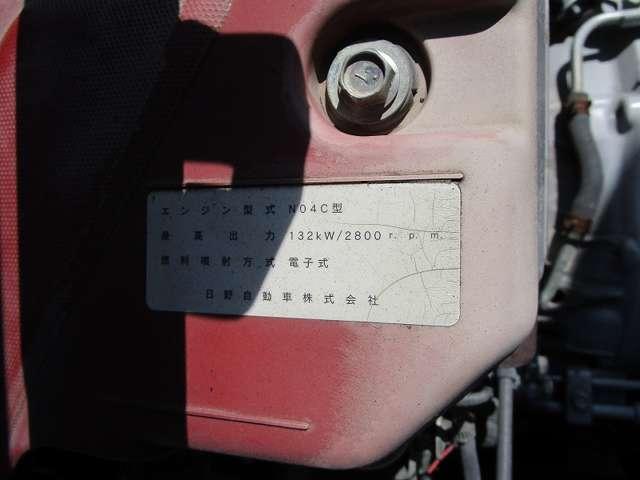 エンジン型式 N04C型
最高出力 132kW/2800r.p.m.
燃料噴射方式 電子式
日野自動車株式会社